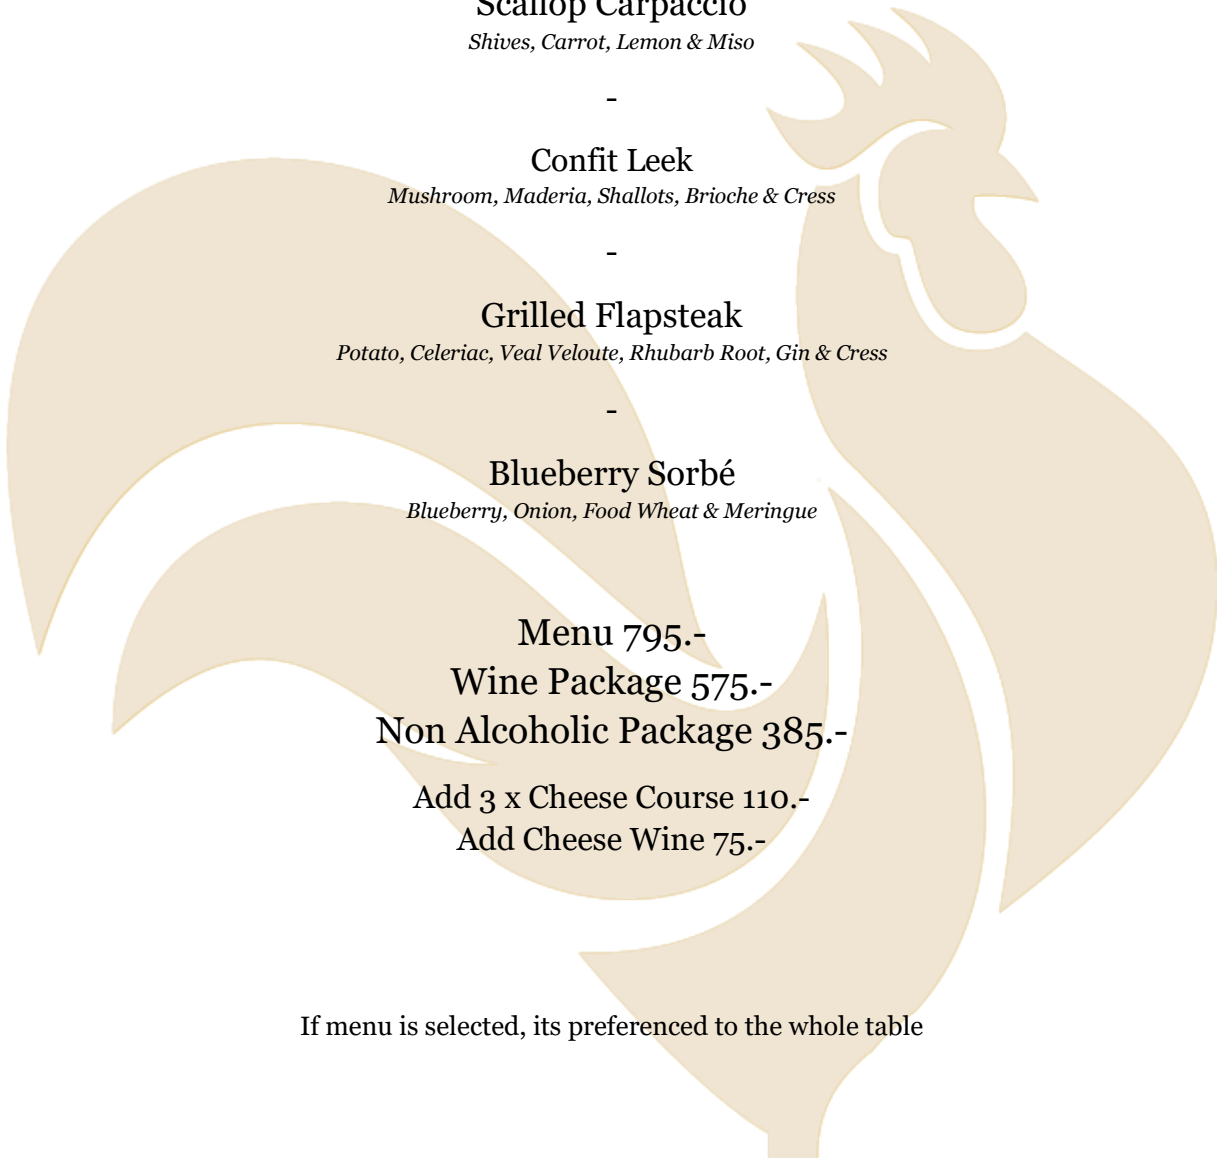 Scallop Carpaccio
Shives, Carrot, Lemon & Miso
-
Confit Leek
Mushroom, Maderia, Shallots, Brioche & Cress
-
Grilled Flapsteak
Potato, Celeriac, Veal Veloute, Rhubarb Root, Gin & Cress
-
Blueberry Sorbé
Blueberry, Onion, Food Wheat & Meringue
Menu 795.-
Wine Package 575.-
Non Alcoholic Package 385.-
Add 3 x Cheese Course 110.-
Add Cheese Wine 75.-
If menu is selected, its preferenced to the whole table